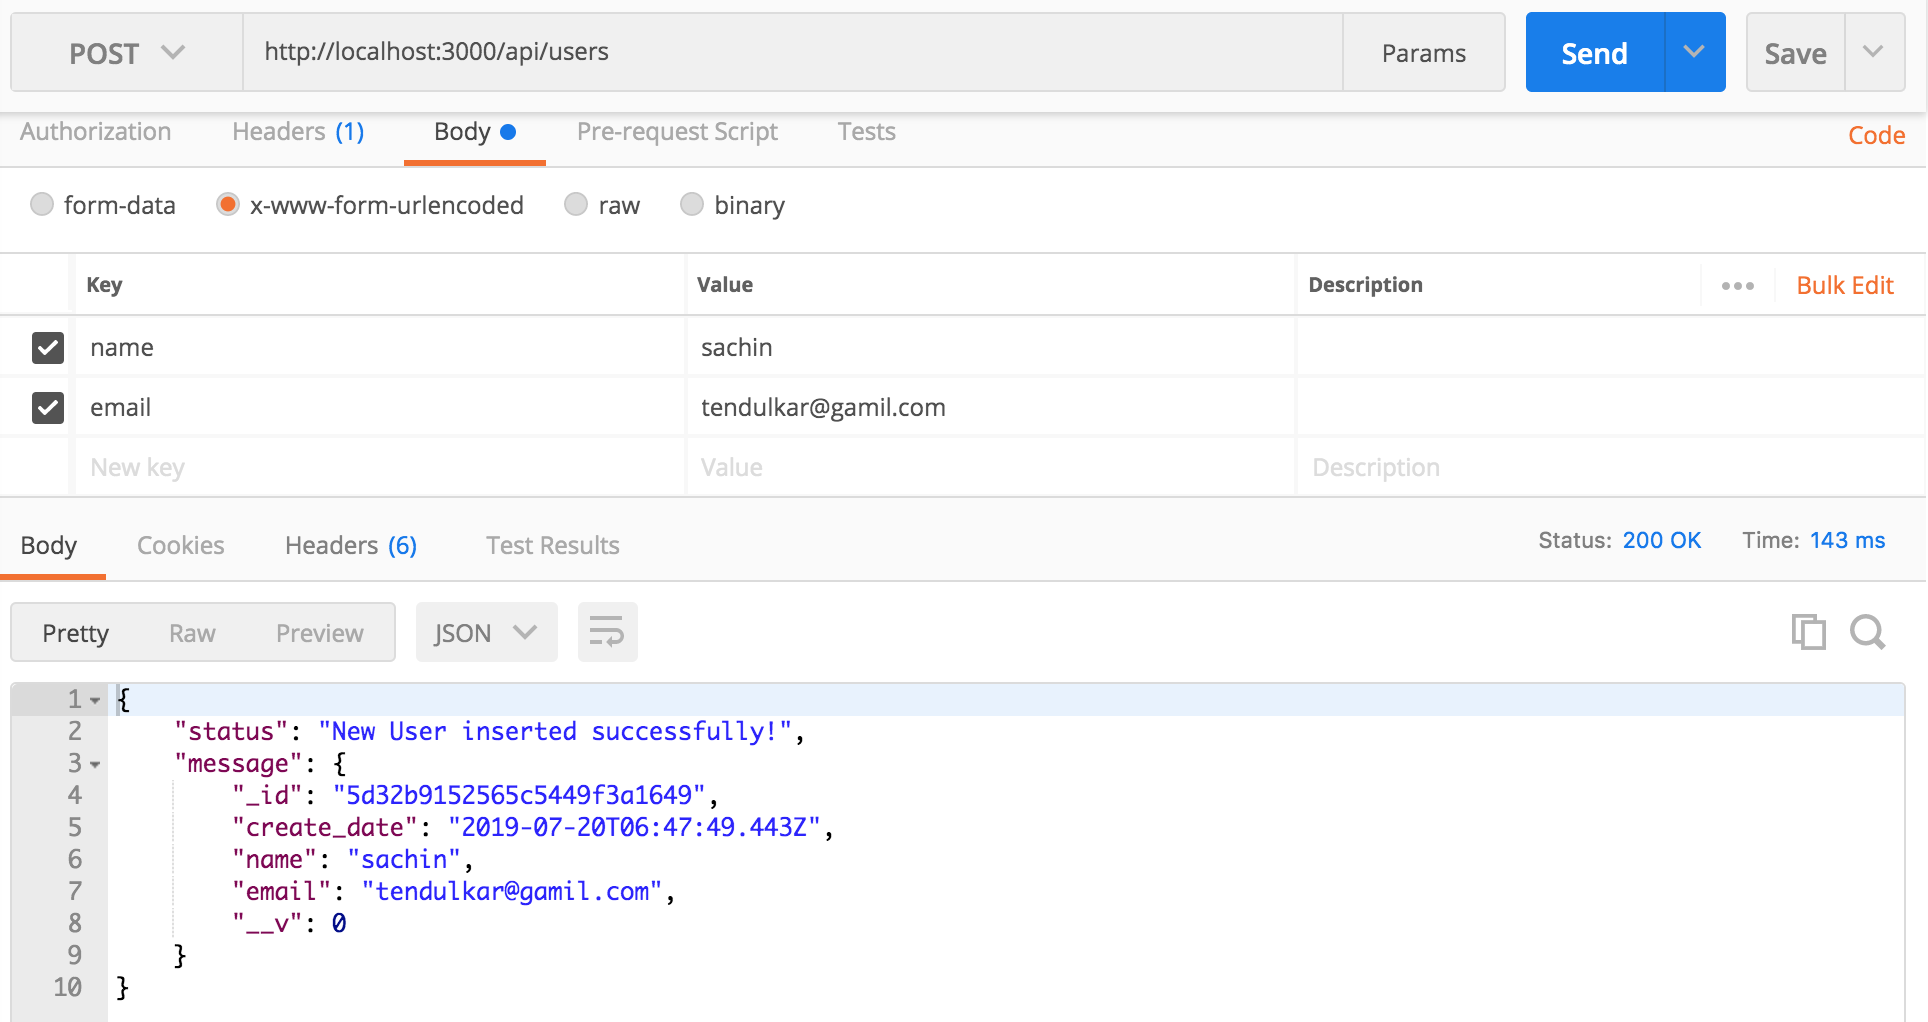 POST http://localhost:3000/api/users Params Send Save
Authorization Headers (1) Body Pre-request Script Tests Code
form-data x-www-form-urlencoded raw binary
Key Value Description Bulk Edit
name sachin
email tendulkar@gamil.com
New key Value Description
Body Cookies Headers (6) Test Results Status: 200 OK Time: 143 ms
Pretty Raw Preview JSON
1 {
2 "status": "New User inserted successfully!",
3 "message": {
4 "_id": "5d32b9152565c5449f3a1649",
5 "create_date": "2019-07-20T06:47:49.443Z",
6 "name": "sachin",
7 "email": "tendulkar@gamil.com",
8 "__v": 0
9 }
10 }